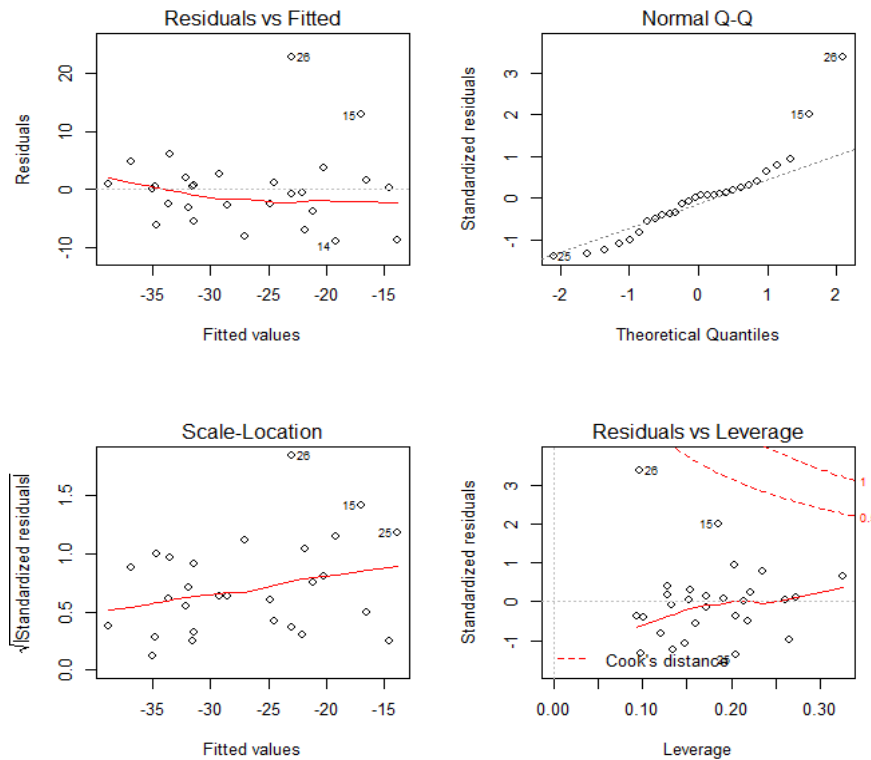 Residuals vs Fitted
Residuals
20
10
0
-10
26
15
14
-35 -30 -25 -20 -15
Fitted values
Normal Q-Q
Standardized residuals
3
2
1
0
-1
26
15
25
-2 -1 0 1 2
Theoretical Quantiles
Scale-Location
√|Standardized residuals|
1.5
1.0
0.5
0.0
26
15
25
-35 -30 -25 -20 -15
Fitted values
Residuals vs Leverage
Standardized residuals
3
2
1
0
-1
26
15
25
1
0.
Cook's distance
0.00 0.10 0.20 0.30
Leverage